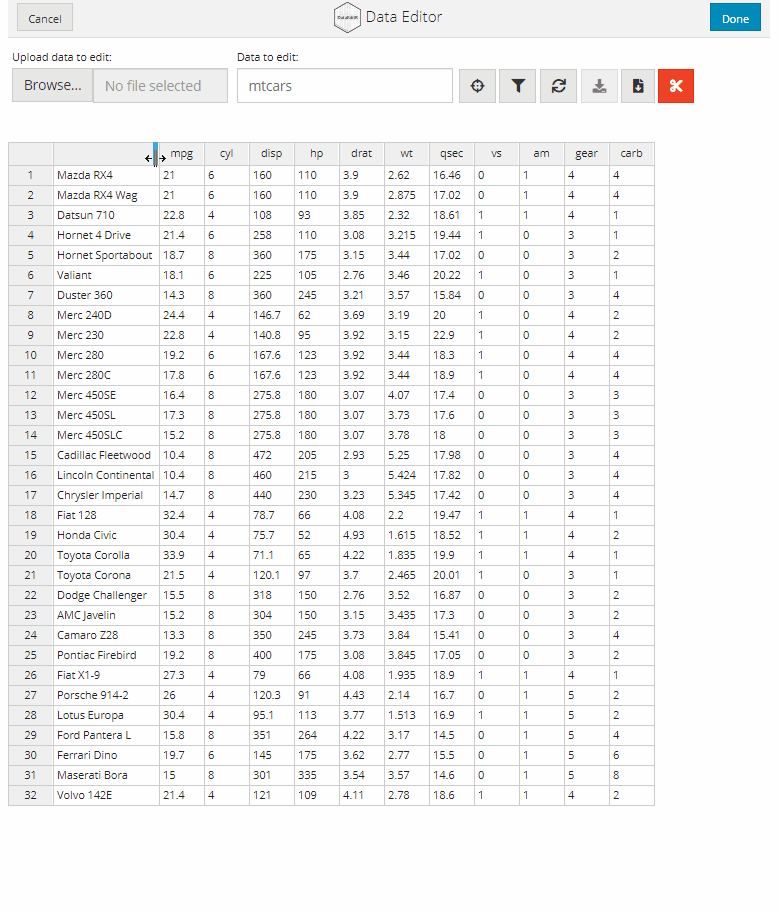 Cancel DataEditR Data Editor Done
Upload data to edit: Data to edit:
Browse... No file selected mtcars
mpg cyl disp hp drat wt qsec vs am gear carb
1 Mazda RX4 21 6 160 110 3.9 2.62 16.46 0 1 4 4
2 Mazda RX4 Wag 21 6 160 110 3.9 2.875 17.02 0 1 4 4
3 Datsun 710 22.8 4 108 93 3.85 2.32 18.61 1 1 4 1
4 Hornet 4 Drive 21.4 6 258 110 3.08 3.215 19.44 1 0 3 1
5 Hornet Sportabout 18.7 8 360 175 3.15 3.44 17.02 0 0 3 2
6 Valiant 18.1 6 225 105 2.76 3.46 20.22 1 0 3 1
7 Duster 360 14.3 8 360 245 3.21 3.57 15.84 0 0 3 4
8 Merc 240D 24.4 4 146.7 62 3.69 3.19 20 1 0 4 2
9 Merc 230 22.8 4 140.8 95 3.92 3.15 22.9 1 0 4 2
10 Merc 280 19.2 6 167.6 123 3.92 3.44 18.3 1 0 4 4
11 Merc 280C 17.8 6 167.6 123 3.92 3.44 18.9 1 0 4 4
12 Merc 450SE 16.4 8 275.8 180 3.07 4.07 17.4 0 0 3 3
13 Merc 450SL 17.3 8 275.8 180 3.07 3.73 17.6 0 0 3 3
14 Merc 450SLC 15.2 8 275.8 180 3.07 3.78 18 0 0 3 3
15 Cadillac Fleetwood 10.4 8 472 205 2.93 5.25 17.98 0 0 3 4
16 Lincoln Continental 10.4 8 460 215 3 5.424 17.82 0 0 3 4
17 Chrysler Imperial 14.7 8 440 230 3.23 5.345 17.42 0 0 3 4
18 Fiat 128 32.4 4 78.7 66 4.08 2.2 19.47 1 1 4 1
19 Honda Civic 30.4 4 75.7 52 4.93 1.615 18.52 1 1 4 2
20 Toyota Corolla 33.9 4 71.1 65 4.22 1.835 19.9 1 1 4 1
21 Toyota Corona 21.5 4 120.1 97 3.7 2.465 20.01 1 0 3 1
22 Dodge Challenger 15.5 8 318 150 2.76 3.52 16.87 0 0 3 2
23 AMC Javelin 15.2 8 304 150 3.15 3.435 17.3 0 0 3 2
24 Camaro Z28 13.3 8 350 245 3.73 3.84 15.41 0 0 3 4
25 Pontiac Firebird 19.2 8 400 175 3.08 3.845 17.05 0 0 3 2
26 Fiat X1-9 27.3 4 79 66 4.08 1.935 18.9 1 1 4 1
27 Porsche 914-2 26 4 120.3 91 4.43 2.14 16.7 0 1 5 2
28 Lotus Europa 30.4 4 95.1 113 3.77 1.513 16.9 1 1 5 2
29 Ford Pantera L 15.8 8 351 264 4.22 3.17 14.5 0 1 5 4
30 Ferrari Dino 19.7 6 145 175 3.62 2.77 15.5 0 1 5 6
31 Maserati Bora 15 8 301 335 3.54 3.57 14.6 0 1 5 8
32 Volvo 142E 21.4 4 121 109 4.11 2.78 18.6 1 1 4 2